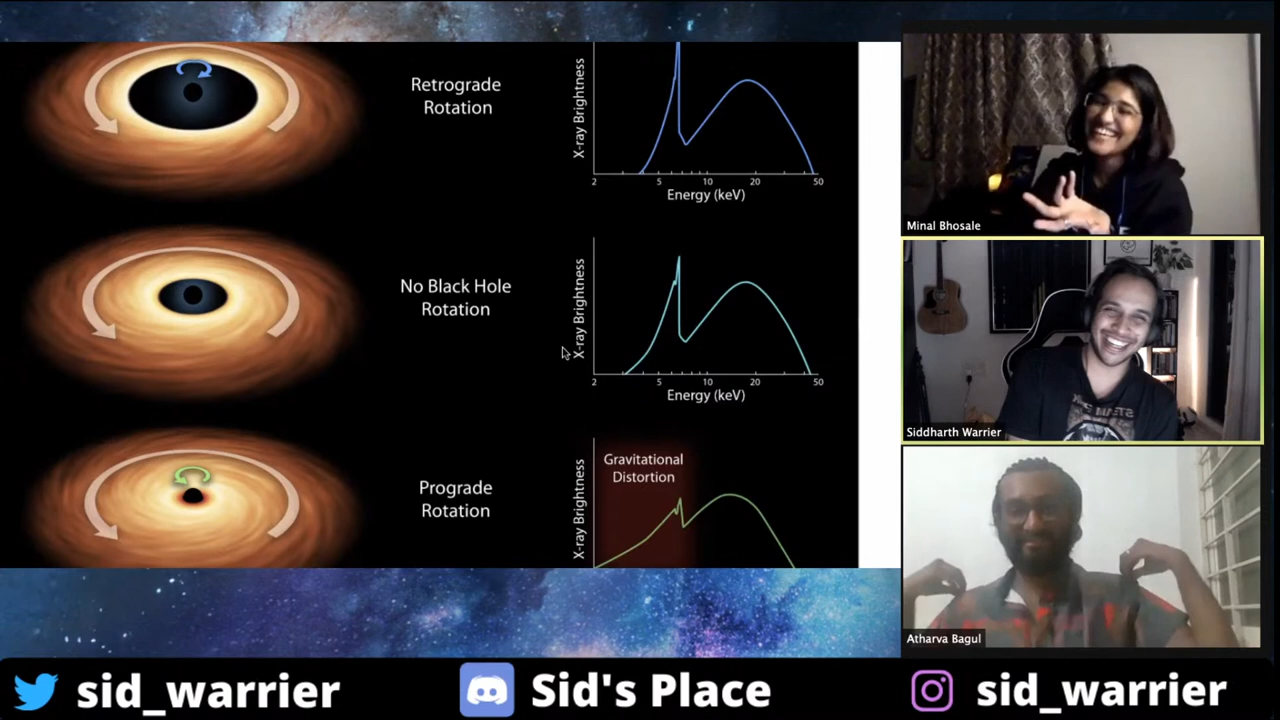 Retrograde
Rotation
X-ray Brightness
2
5
10
20
50
Energy (keV)
No Black Hole
Rotation
X-ray Brightness
2
5
10
20
50
Energy (keV)
Prograde
Rotation
X-ray Brightness
Gravitational
Distortion
Minal Bhosale
Siddharth Warrier
Atharva Bagul
sid_warrier
Sid's Place
sid_warrier